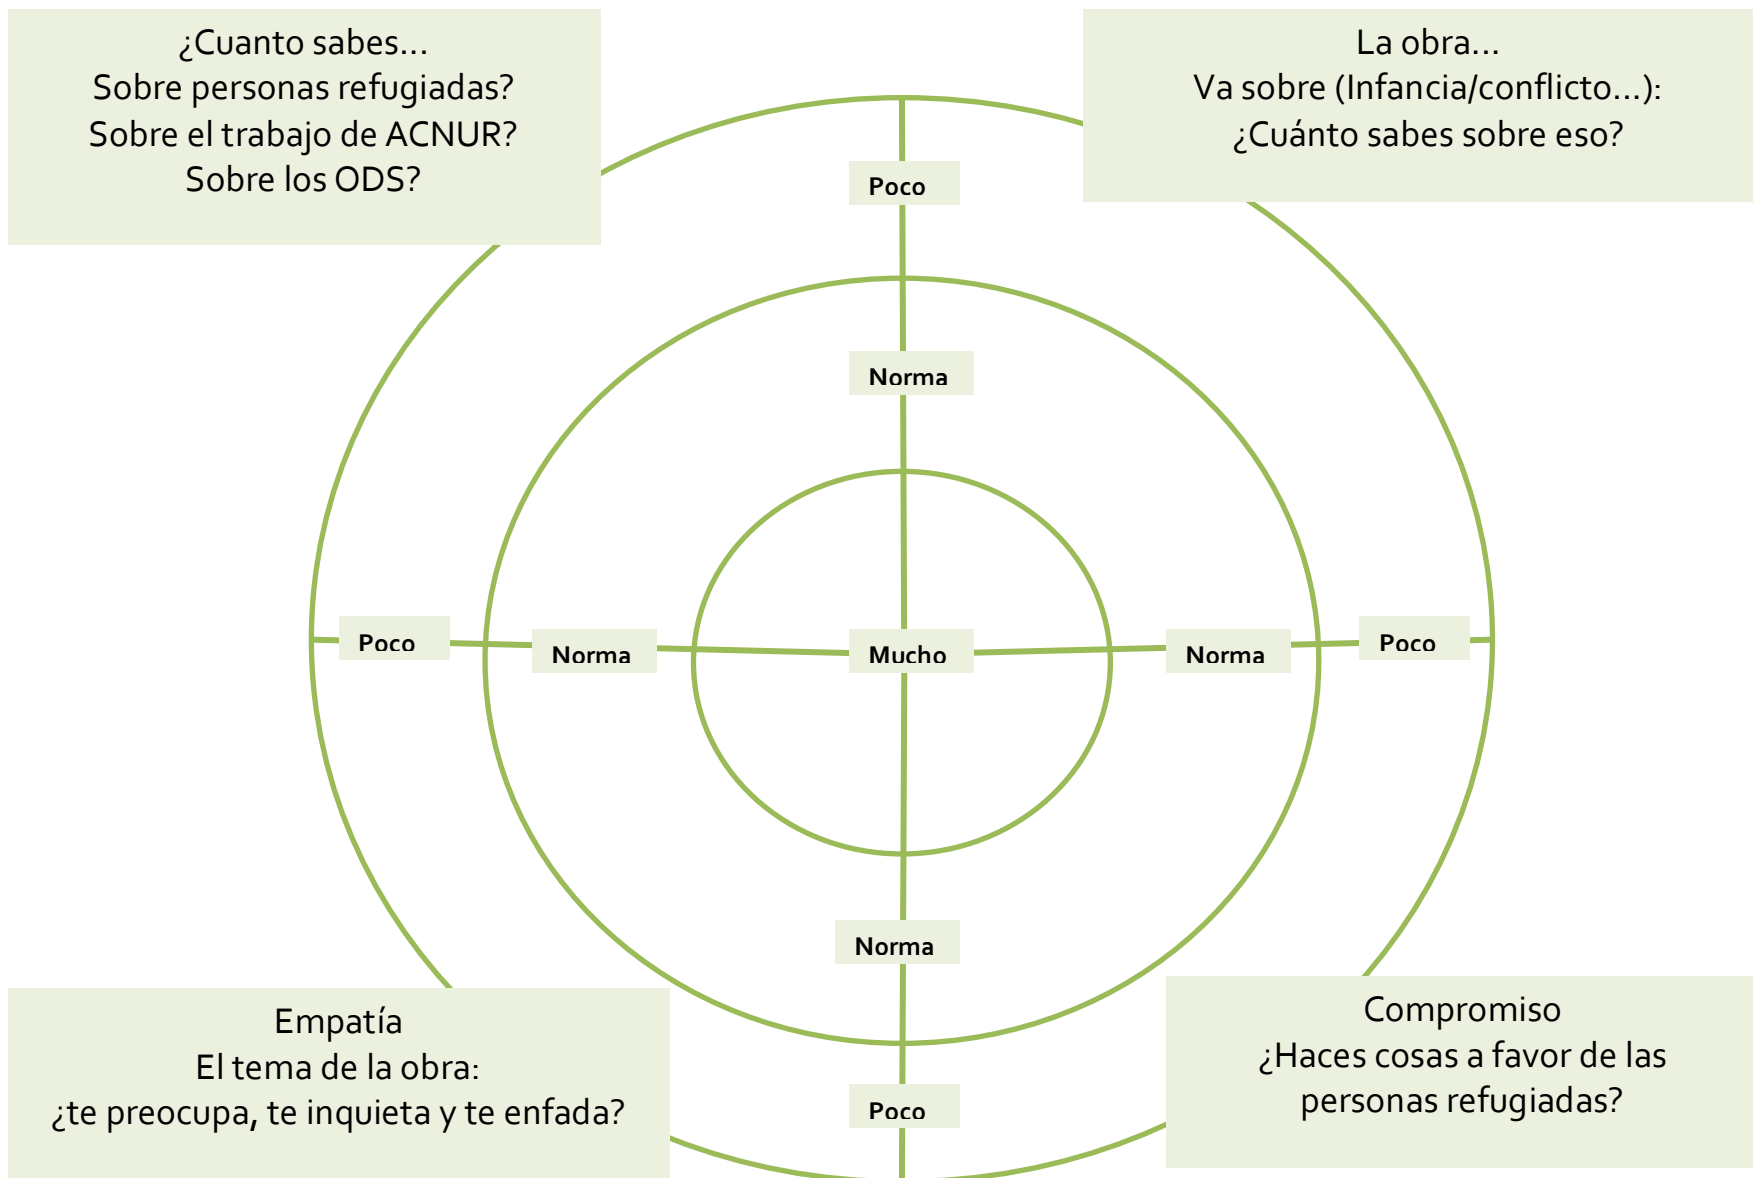 ¿Cuanto sabes...
Sobre personas refugiadas?
Sobre el trabajo de ACNUR?
Sobre los ODS?
La obra...
Va sobre (Infancia/conflicto...):
¿Cuánto sabes sobre eso?
Poco
Norma
Poco
Norma
Mucho
Norma
Poco
Norma
Poco
Empatía
El tema de la obra:
¿te preocupa, te inquieta y te enfada?
Compromiso
¿Haces cosas a favor de las
personas refugiadas?